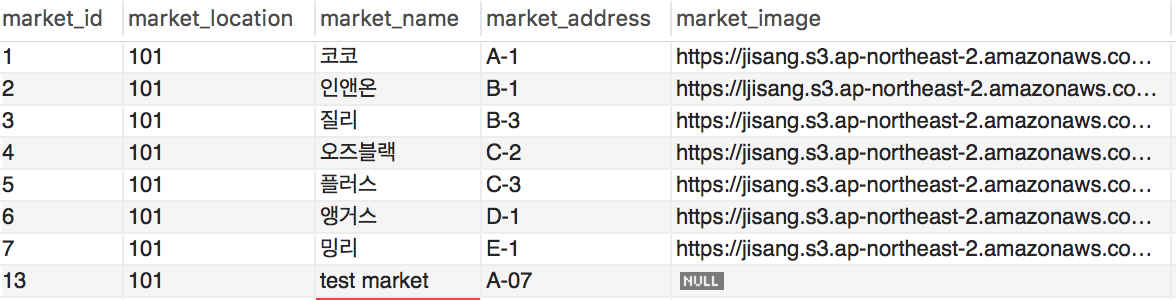 market_id market_location market_name market_address market_image
1 101 코코 A-1 https://jisang.s3.ap-northeast-2.amazonaws.co…
2 101 인앤온 B-1 https://ljisang.s3.ap-northeast-2.amazonaws.co…
3 101 질리 B-3 https://jisang.s3.ap-northeast-2.amazonaws.co…
4 101 오즈블랙 C-2 https://jisang.s3.ap-northeast-2.amazonaws.co…
5 101 플러스 C-3 https://jisang.s3.ap-northeast-2.amazonaws.co…
6 101 앵거스 D-1 https://jisang.s3.ap-northeast-2.amazonaws.co…
7 101 밍리 E-1 https://jisang.s3.ap-northeast-2.amazonaws.co…
13 101 test market A-07 NULL